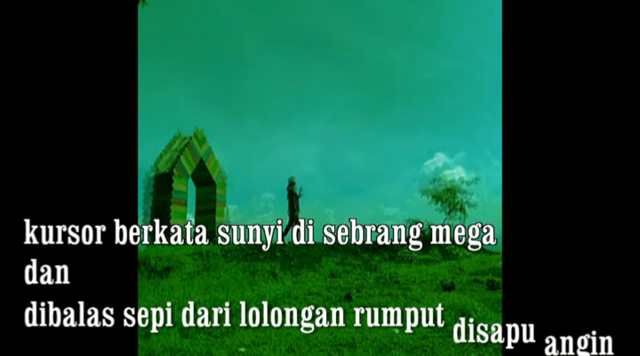 kursor berkata sunyi di sebrang mega
dan
dibalas sepi dari lolongan rumput disapu angin